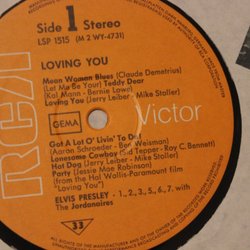 Side 1 Stereo
LSP 1515 (M2 WY-4731)
LOVING YOU
Mean Woman Blues (Claude Demetrius)
(Let Me Be Your) Teddy Bear
(Kal Mann - Bernie Lowe)
Loving You (Jerry Leiber - Mike Stoller)
RCA
Victor
GEMA
Got A Lot O' Livin' To Do!
(Aaron Schroeder - Ben Weisman)
Lonesome Cowboy (Sid Tepper - Roy C. Bennett)
Hot Dog (Jerry Leiber - Mike Stoller)
Party (Jessie Mae Robinson)
(from the Hal Wallis-Paramount film
"Loving You")
ELVIS PRESLEY - 1., 2., 3., 5., 6., 7. with
The Jordanaires
33